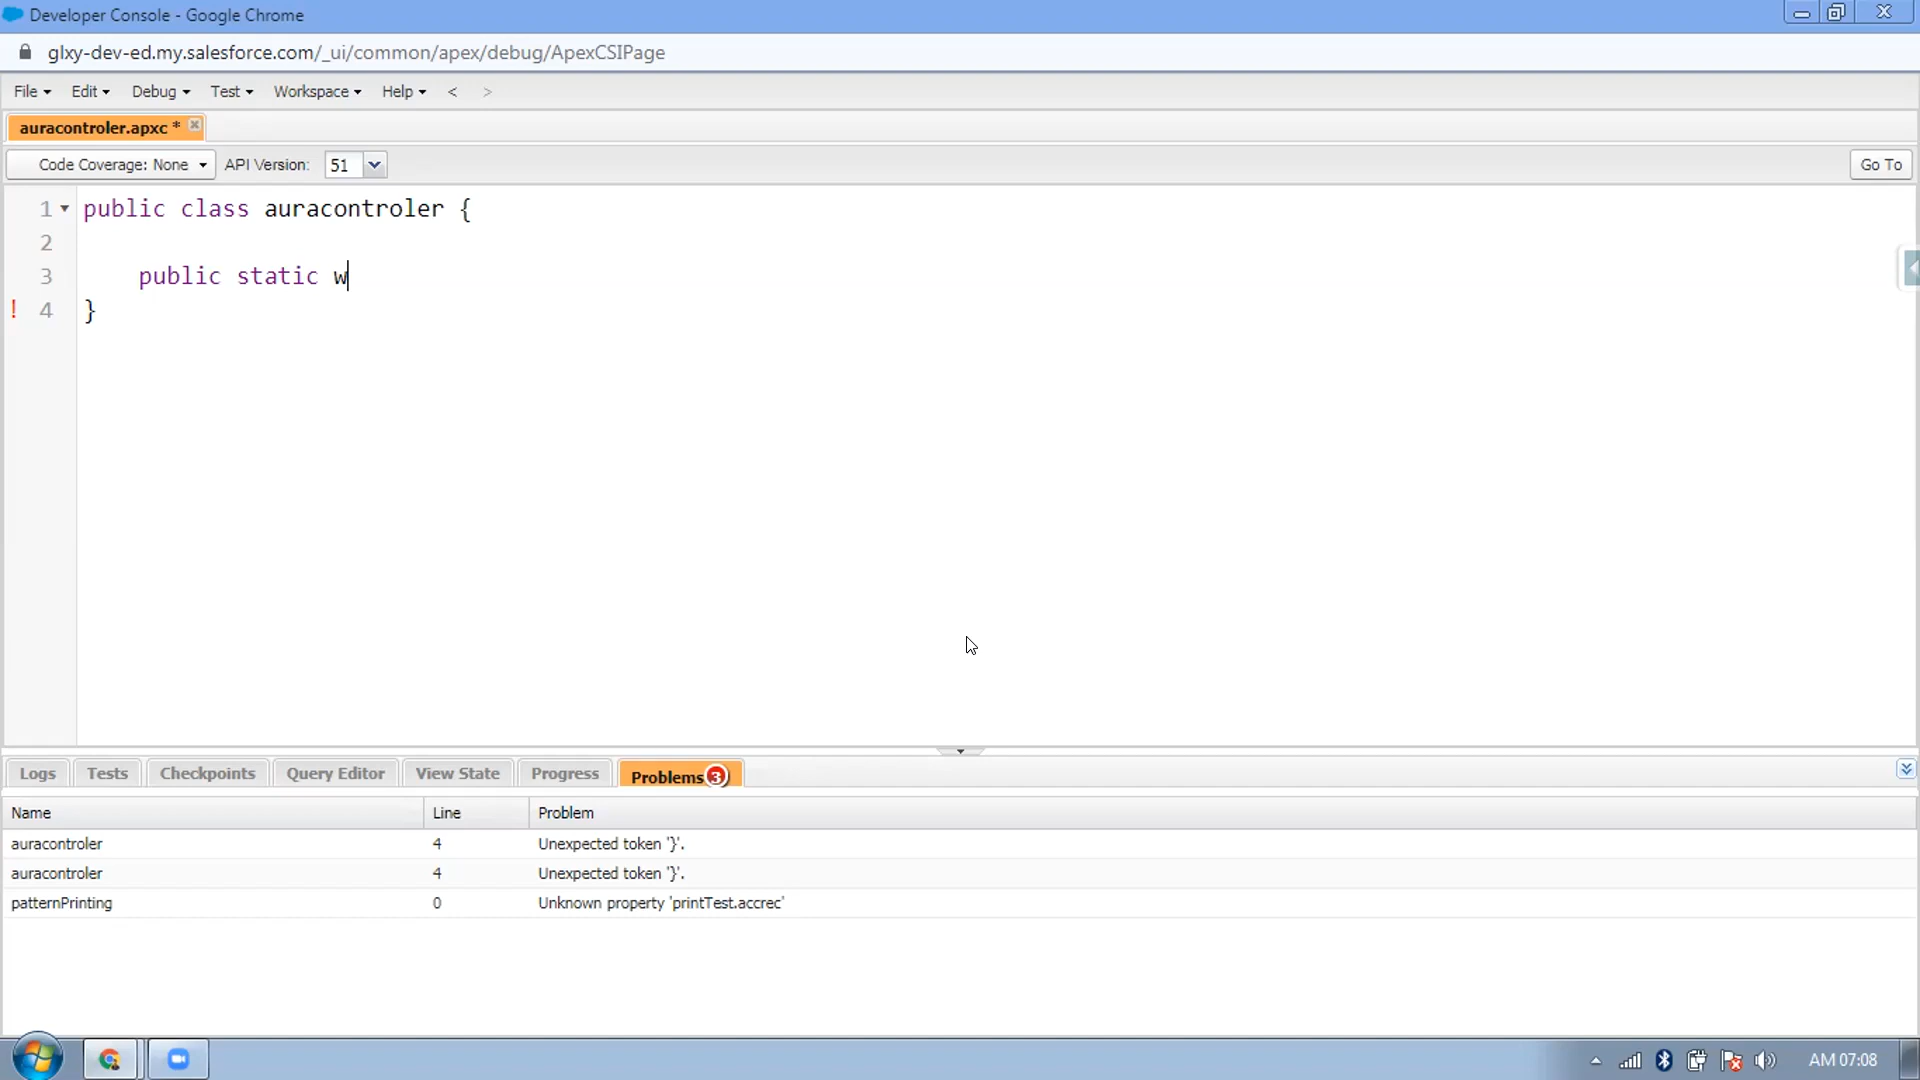 Developer Console - Google Chrome
glxy-dev-ed.my.salesforce.com/_ui/common/apex/debug/ApexCSIPage
File Edit Debug Test Workspace Help < >
auracontroler.apxc *
Code Coverage: None API Version: 51 Go To
1 public class auracontroler {
2
3 public static w
! 4 }
Logs Tests Checkpoints Query Editor View State Progress Problems 3
Name Line Problem
auracontroler 4 Unexpected token '}'.
auracontroler 4 Unexpected token '}'.
patternPrinting 0 Unknown property 'printTest.accrec'
AM 07:08